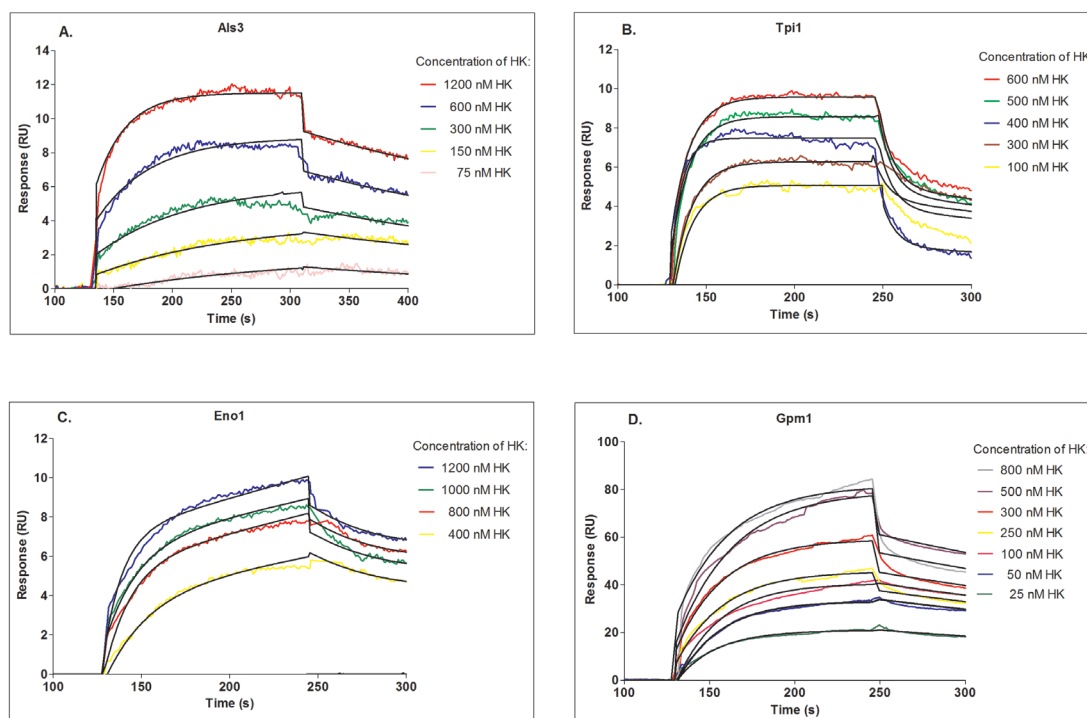 A.
Als3
Concentration of HK:
1200 nM HK
600 nM HK
300 nM HK
150 nM HK
75 nM HK
Response (RU)
14
12
10
8
6
4
2
0
100 150 200 250 300 350 400
Time (s)
B.
Tpi1
Concentration of HK:
600 nM HK
500 nM HK
400 nM HK
300 nM HK
100 nM HK
Response (RU)
12
10
8
6
4
2
0
100 150 200 250 300
Time (s)
C.
Eno1
Concentration of HK:
1200 nM HK
1000 nM HK
800 nM HK
400 nM HK
Response (RU)
12
10
8
6
4
2
0
100 150 200 250 300
Time (s)
D.
Gpm1
Concentration of HK:
800 nM HK
500 nM HK
300 nM HK
250 nM HK
100 nM HK
50 nM HK
25 nM HK
Response (RU)
100
80
60
40
20
0
100 150 200 250 300
Time (s)